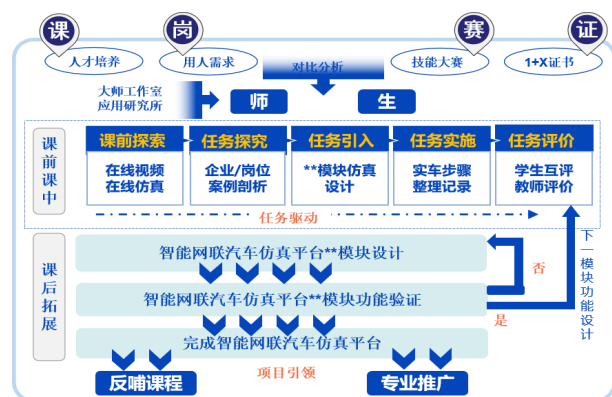 课
岗
赛
证
人才培养
用人需求
对比分析
技能大赛
1+X证书
大师工作室
应用研究所
师
生
课前课中
课前探索
任务探究
任务引入
任务实施
任务评价
在线视频
在线仿真
企业/岗位
案例剖析
**模块仿真
设计
实车步骤
整理记录
学生互评
教师评价
任务驱动
课后拓展
智能网联汽车仿真平台**模块设计
否
智能网联汽车仿真平台**模块功能验证
是
下一模块功能设计
完成智能网联汽车仿真平台
项目引领
反哺课程
专业推广